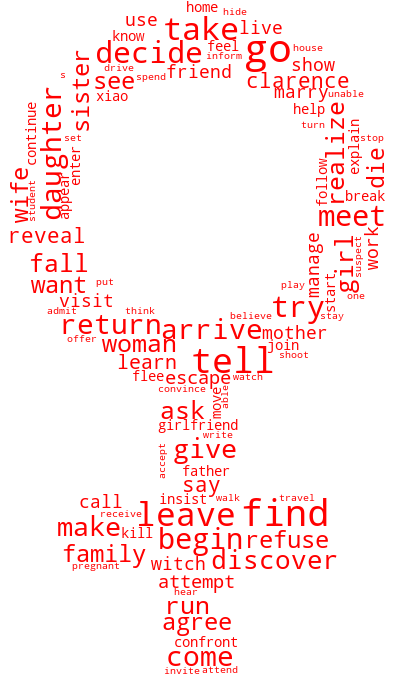 home
hide
use
take
live
know
go
decide
feel
house
inform
show
drive
friend
s
see
spend
clarence
sister
xiao
marry
unable
daughter
help
continue
set
turn
realize
stop
explain
enter
die
wife
student
appear
follow
break
meet
reveal
girl
work
suspect
fall
manage
want
put
play
start
one
visit
try
admit
think
believe
stay
return
arrive
mother
offer
woman
join
learn
tell
shoot
flee
escape
watch
convince
able
move
ask
girlfriend
write
give
accept
father
say
insist
walk
travel
call
receive
leave
find
make
kill
begin
refuse
family
witch
discover
pregnant
attempt
hear
run
agree
confront
come
invite
attend